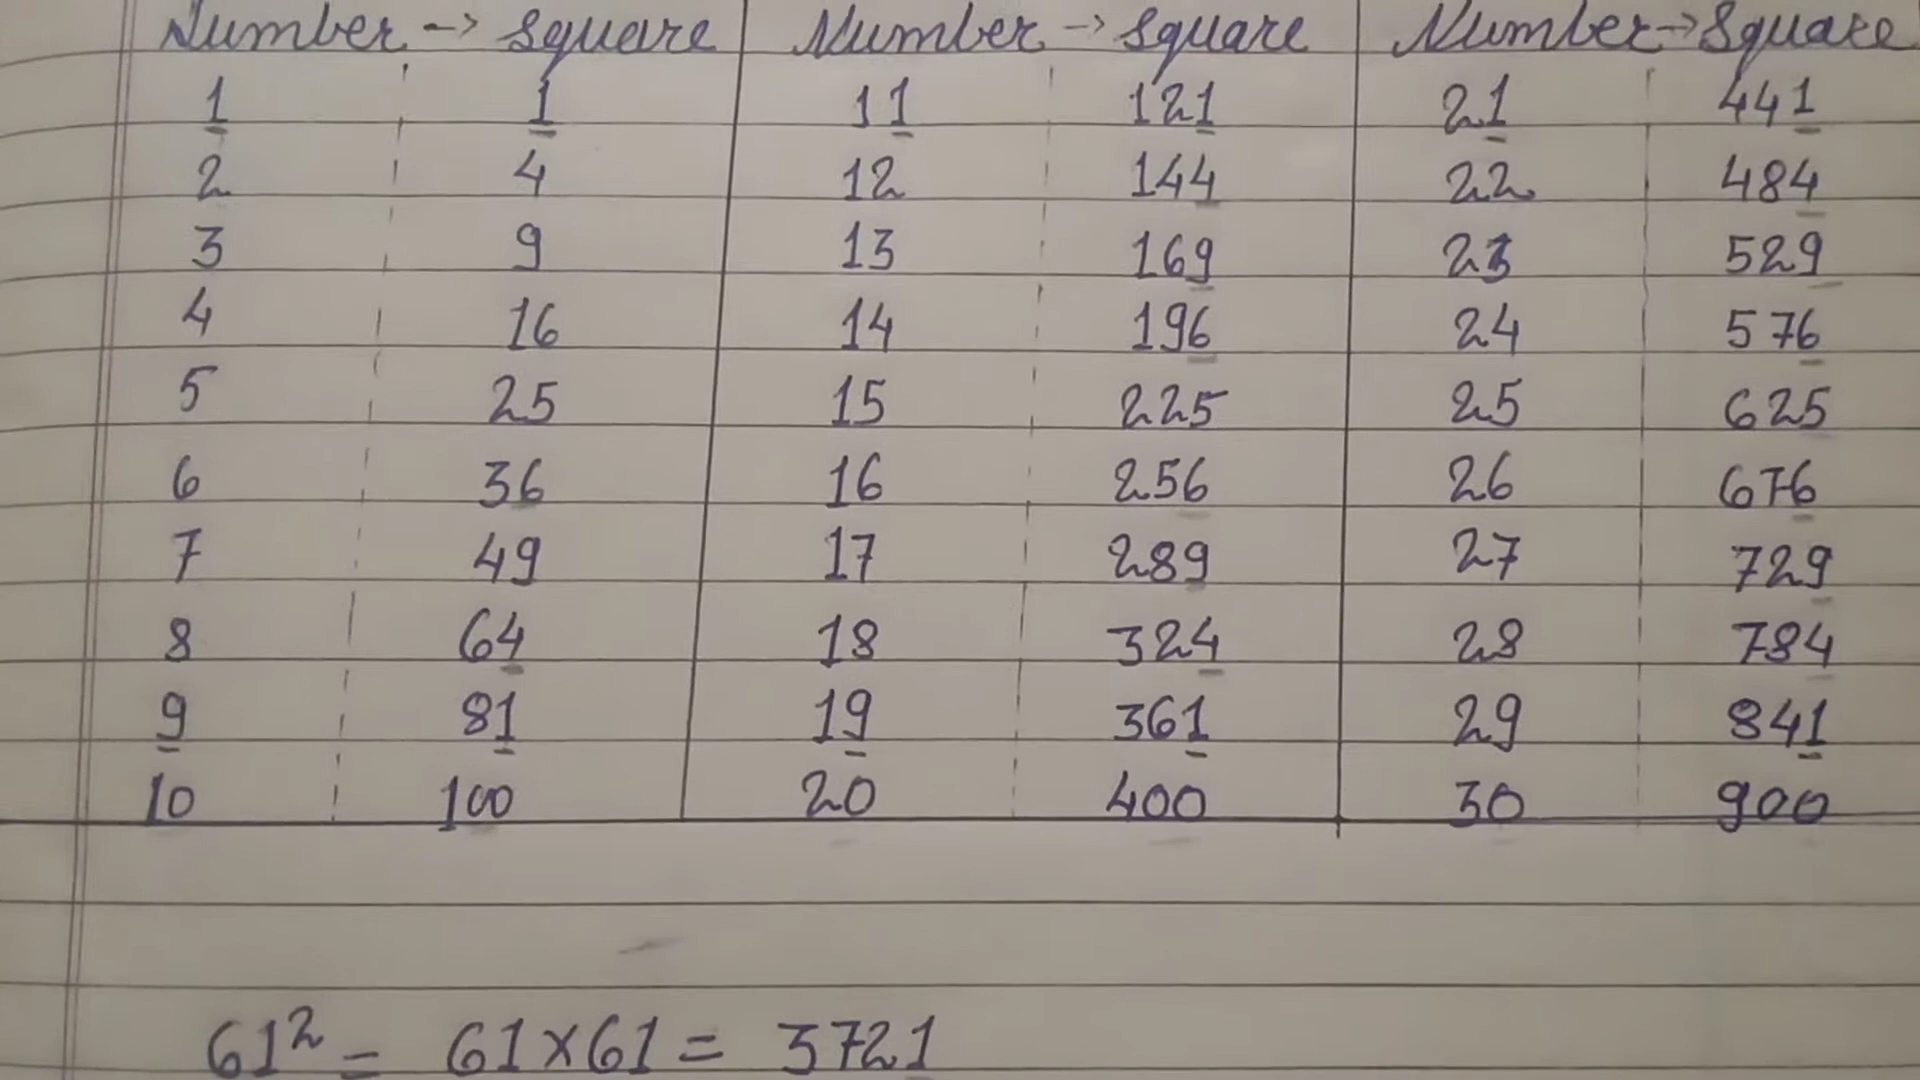 Number → Square Number → Square Number → Square
1 1 11 121 21 441
2 4 12 144 22 484
3 9 13 169 23 529
4 16 14 196 24 576
5 25 15 225 25 625
6 36 16 256 26 676
7 49 17 289 27 729
8 64 18 324 28 784
9 81 19 361 29 841
10 100 20 400 30 900
61² = 61×61 = 3721